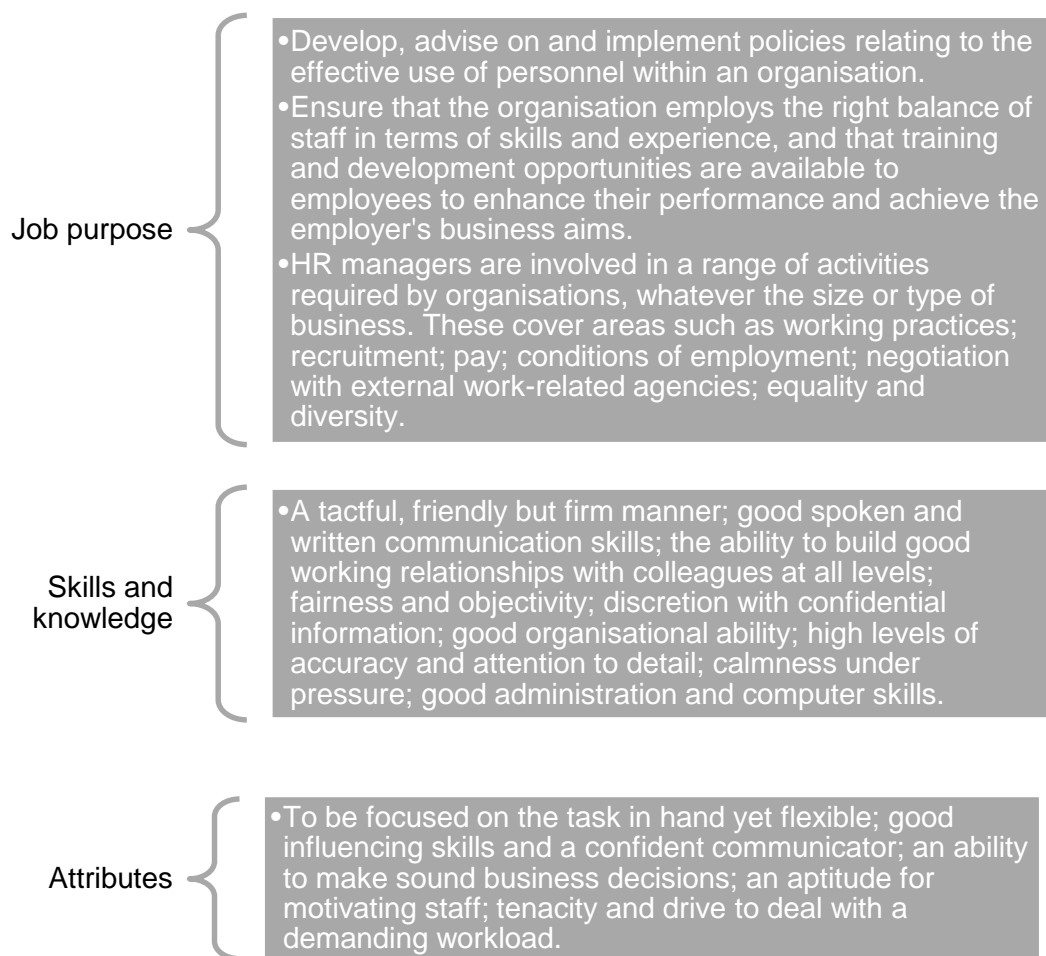 Job purpose
•Develop, advise on and implement policies relating to the
effective use of personnel within an organisation.
•Ensure that the organisation employs the right balance of
staff in terms of skills and experience, and that training
and development opportunities are available to
employees to enhance their performance and achieve the
employer's business aims.
•HR managers are involved in a range of activities
required by organisations, whatever the size or type of
business. These cover areas such as working practices;
recruitment; pay; conditions of employment; negotiation
with external work-related agencies; equality and
diversity.
Skills and
knowledge
•A tactful, friendly but firm manner; good spoken and
written communication skills; the ability to build good
working relationships with colleagues at all levels;
fairness and objectivity; discretion with confidential
information; good organisational ability; high levels of
accuracy and attention to detail; calmness under
pressure; good administration and computer skills.
Attributes
•To be focused on the task in hand yet flexible; good
influencing skills and a confident communicator; an ability
to make sound business decisions; an aptitude for
motivating staff; tenacity and drive to deal with a
demanding workload.